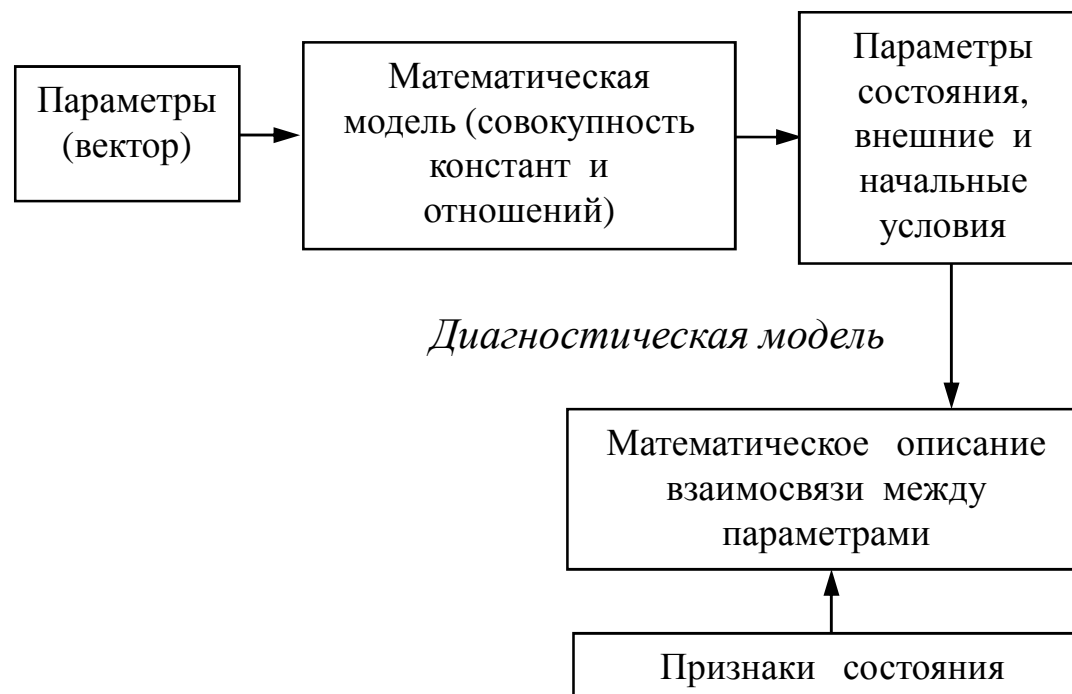 Параметры
(вектор)
Математическая
модель (совокупность
констант и
отношений)
Параметры
состояния,
внешние и
начальные
условия
Диагностическая модель
Математическое описание
взаимосвязи между
параметрами
Признаки состояния